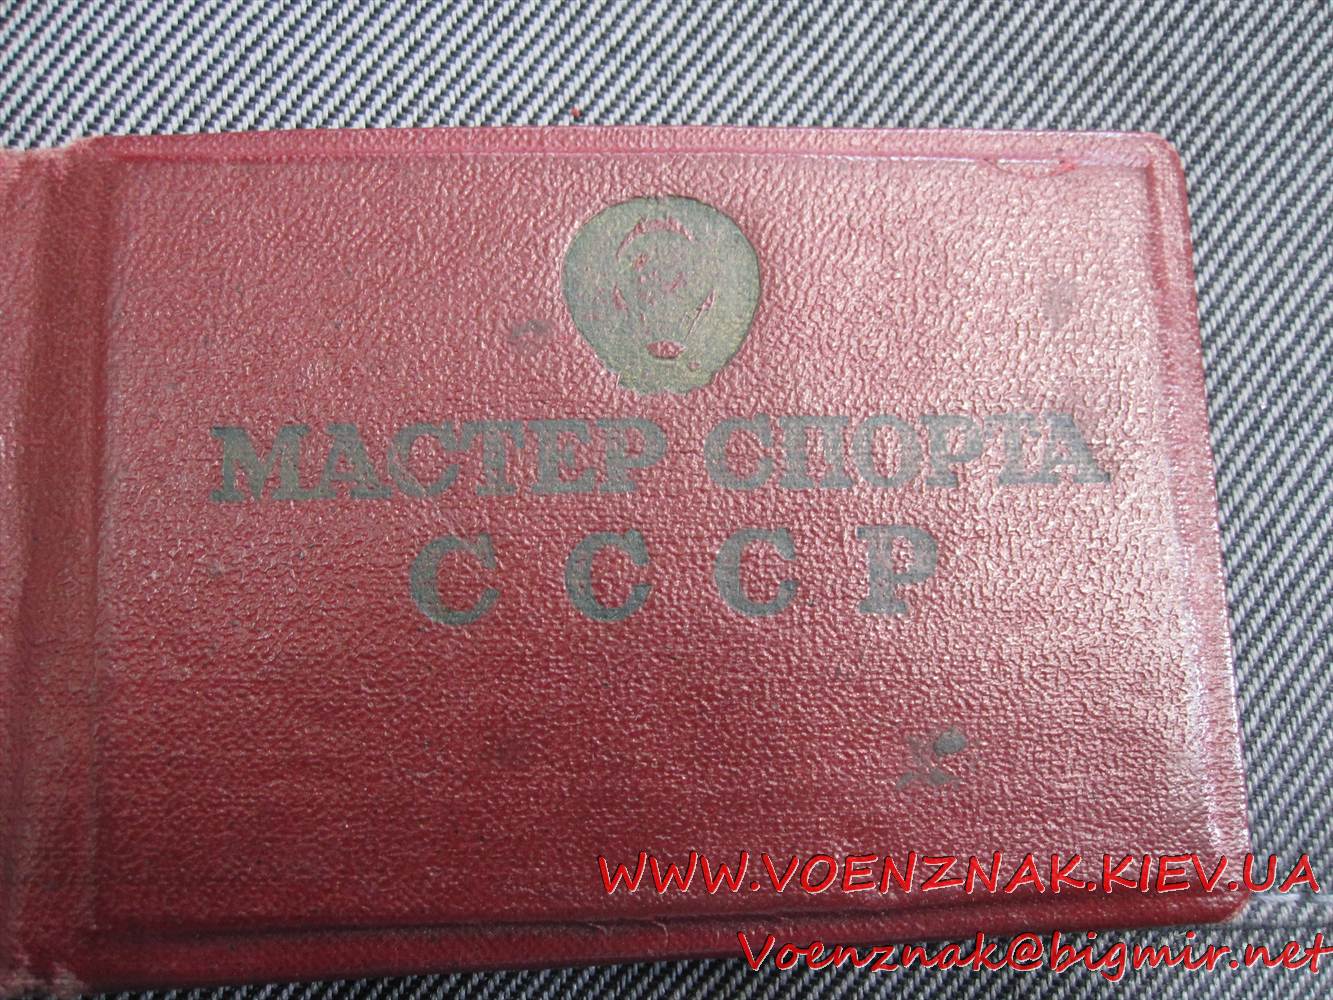 МАСТЕР СПОРТА
СССР
WWW.VOENZNAK.KIEV.UA
Voenznak@bigmir.net